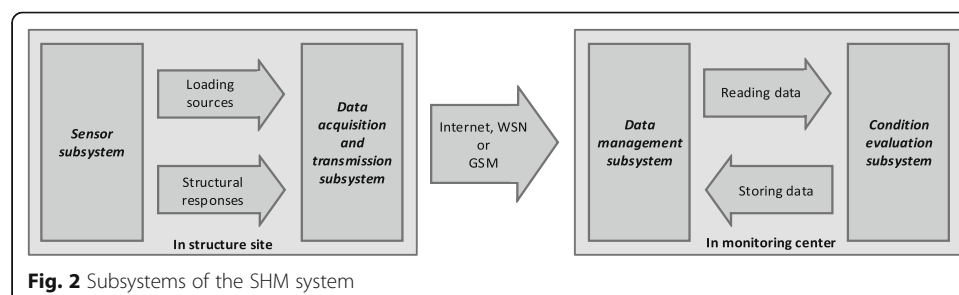 Sensor
subsystem
Loading
sources
Structural
responses
Data
acquisition
and
transmission
subsystem
In structure site
Internet, WSN
or
GSM
Data
management
subsystem
Reading data
Storing data
Condition
evaluation
subsystem
In monitoring center
Fig. 2 Subsystems of the SHM system